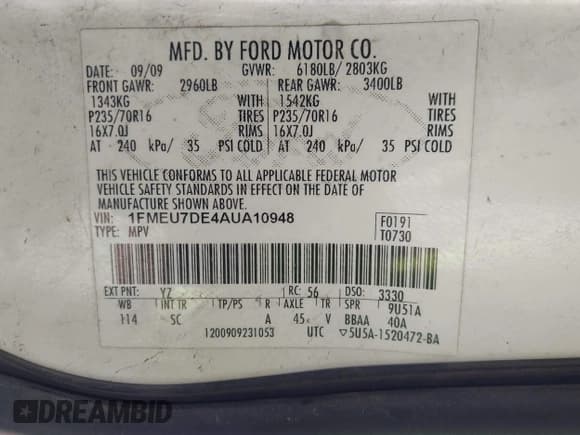 MFD. BY FORD MOTOR CO.
DATE: 09/09 GVWR: 6180LB/ 2803KG
FRONT GAWR: 2960LB REAR GAWR: 3400LB
1343KG WITH 1542KG WITH
P235/70R16 TIRES P235/70R16 TIRES
16X7.0J RIMS 16X7.0J RIMS
AT 240 kPa/ 35 PSI COLD AT 240 kPa/ 35 PSI COLD
THIS VEHICLE CONFORMS TO ALL APPLICABLE FEDERAL MOTOR
VEHICLE SAFETY STANDARDS IN EFFECT ON THE DATE OF
MANUFACTURE SHOWN ABOVE.
VIN: 1FMEU7DE4AUA10948 F0191
TYPE: MPV T0730
EXT PNT: YZ RC: 56 DSO: 3330
WB INT TR TP/PS R AXLE TR SPR 9U51A
114 SC A 45 V BBAA 40A
1200909231053 UTC ▽5U5A-1520472-BA
DREAMBID